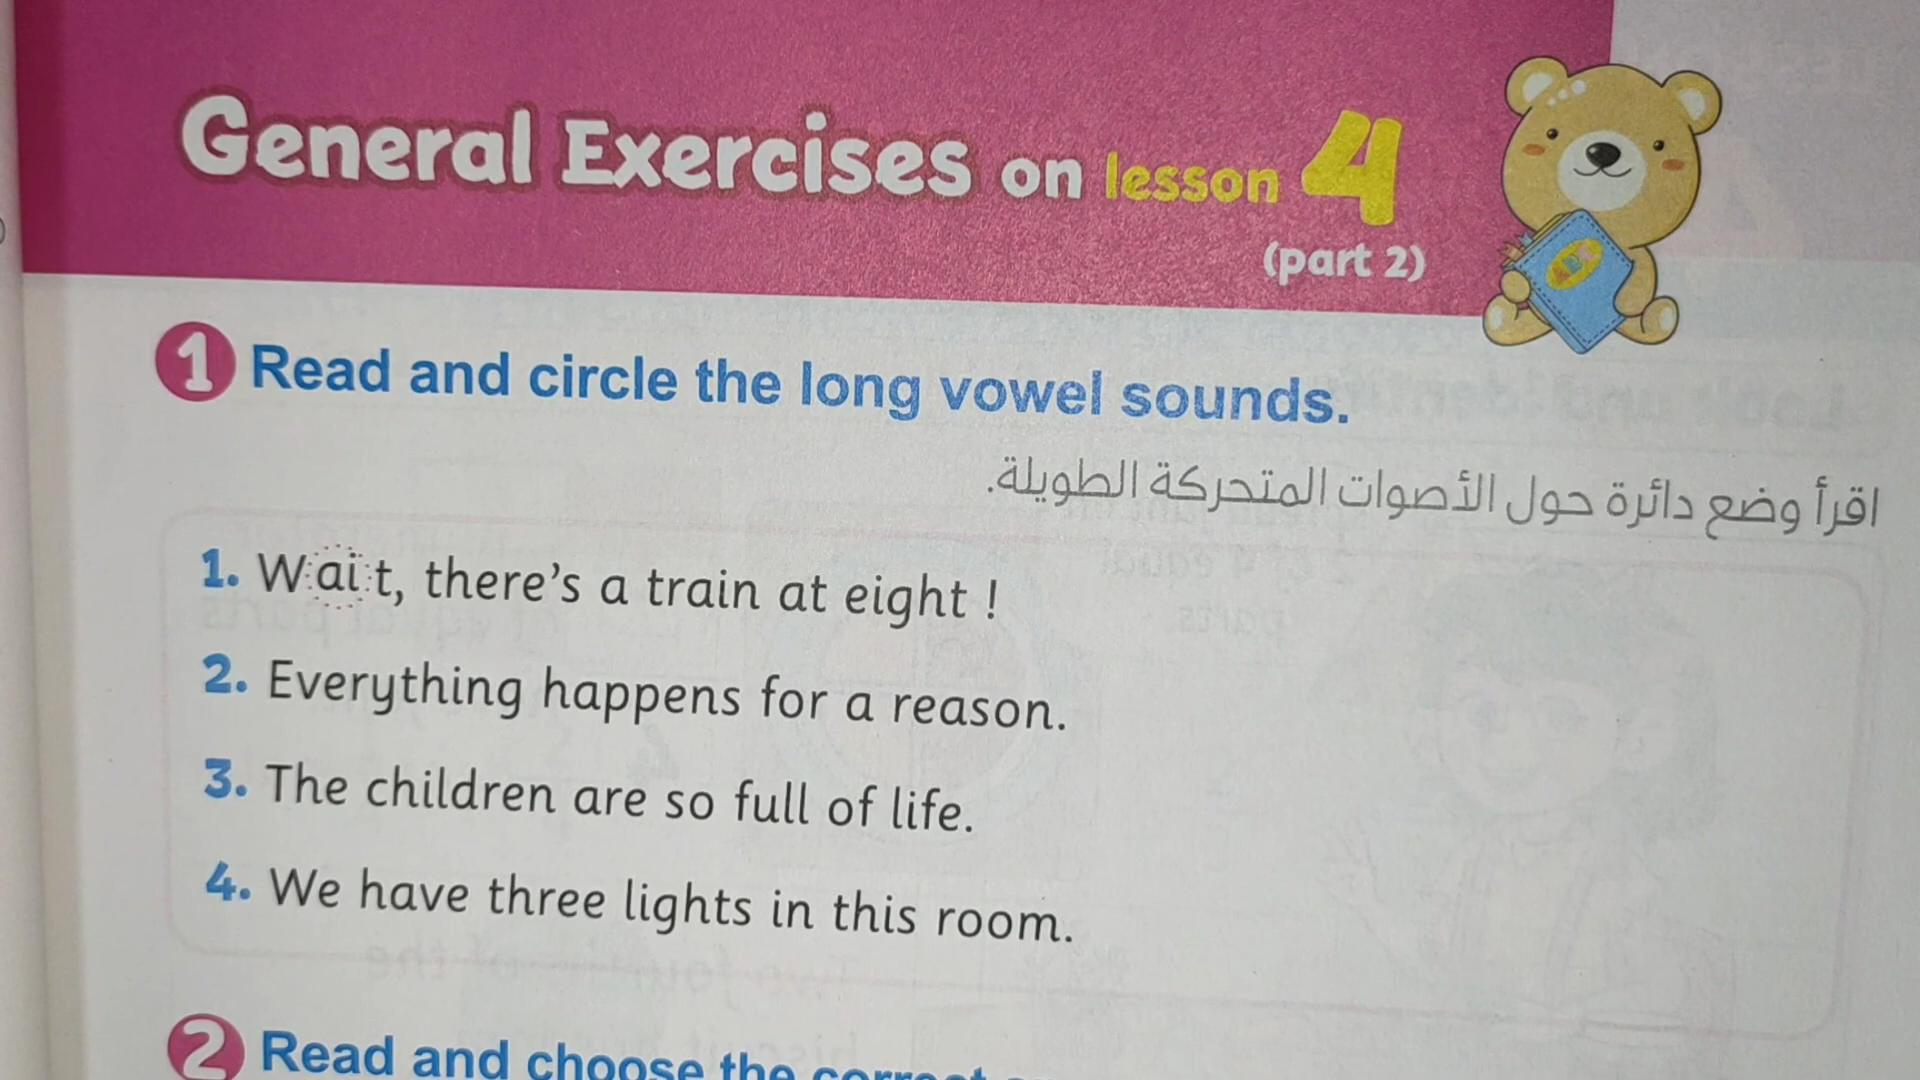 General Exercises on lesson 4
(part 2)
1 Read and circle the long vowel sounds.
اقرأ وضع دائرة حول الأصوات المتحركة الطويلة.
1. Wait, there's a train at eight !
2. Everything happens for a reason.
3. The children are so full of life.
4. We have three lights in this room.
2 Read and choose the correct